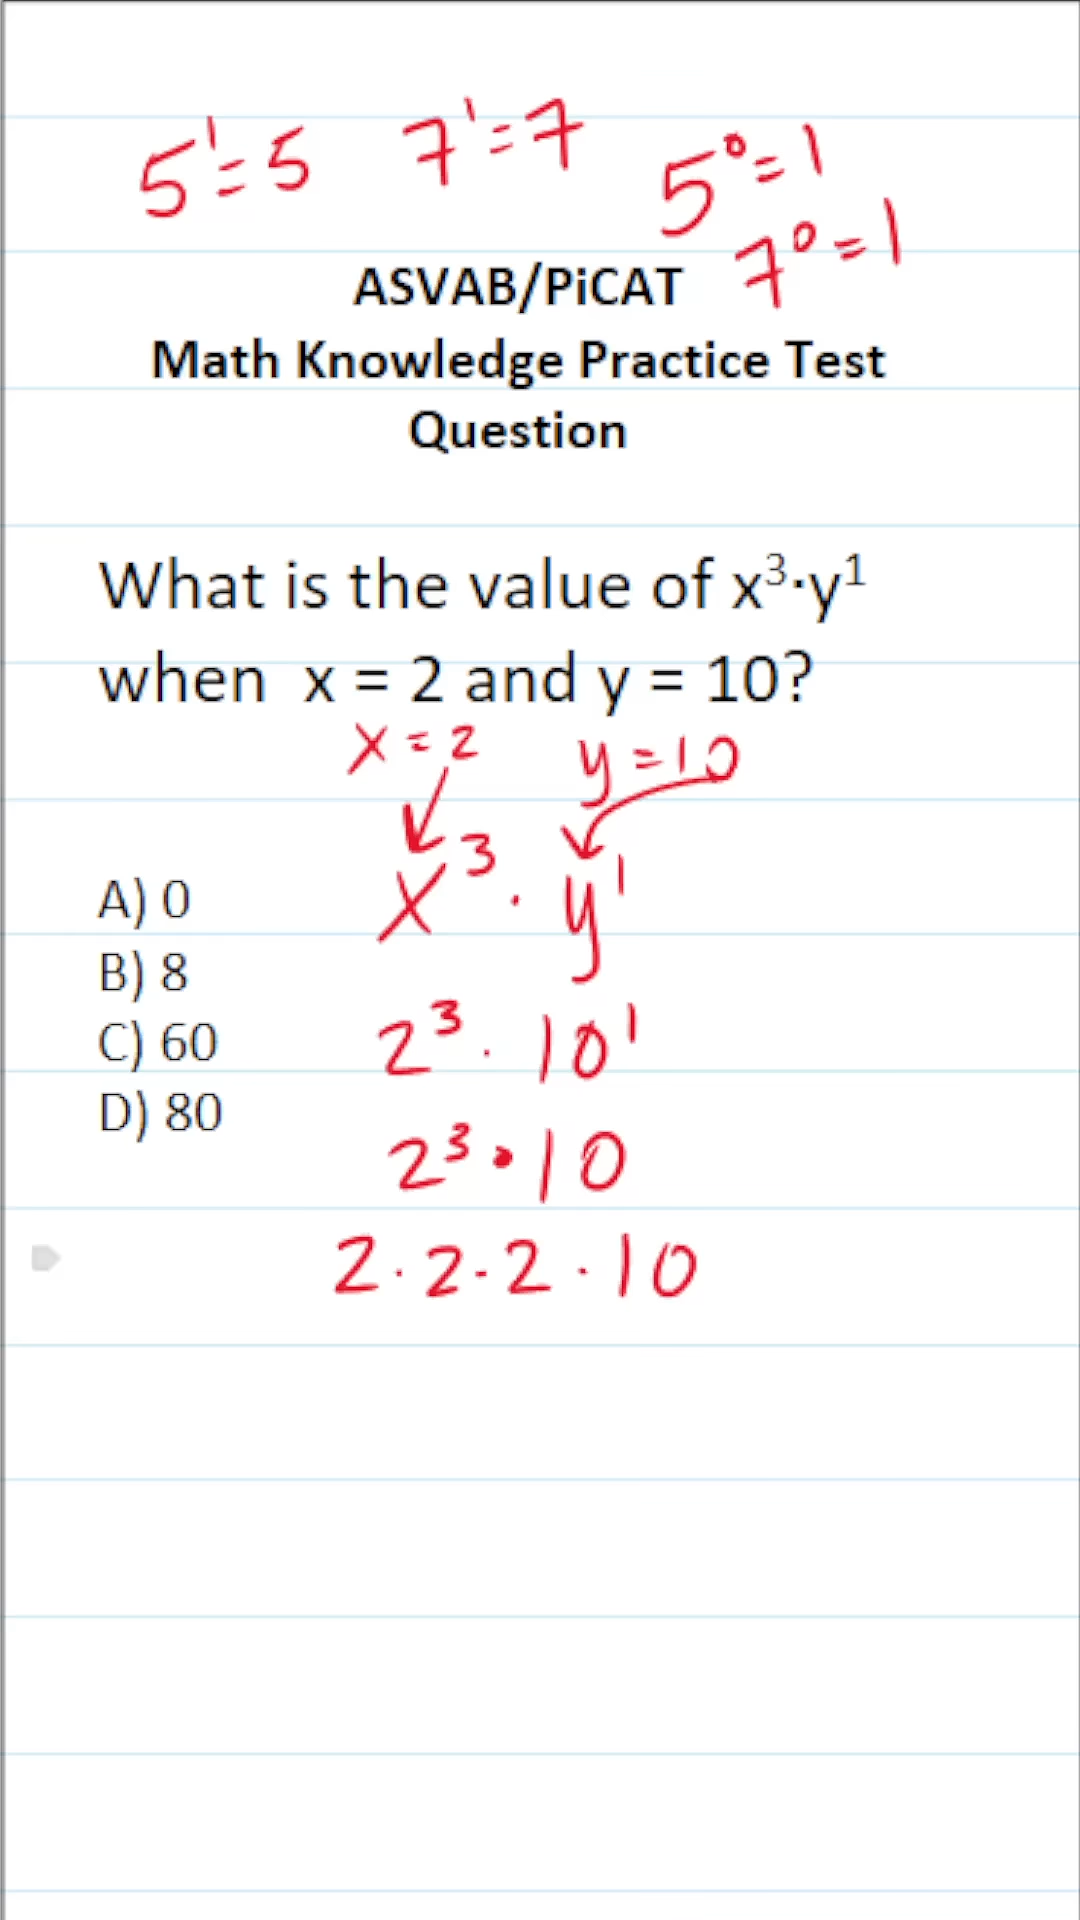 5¹=5 7¹=7 5⁰=1
7⁰=1
ASVAB/PiCAT
Math Knowledge Practice Test
Question
What is the value of x³·y¹
when x = 2 and y = 10?
x=2 y=10
x³·y¹
A) 0
B) 8
C) 60
D) 80
2³·10¹
2³·10
2·2·2·10